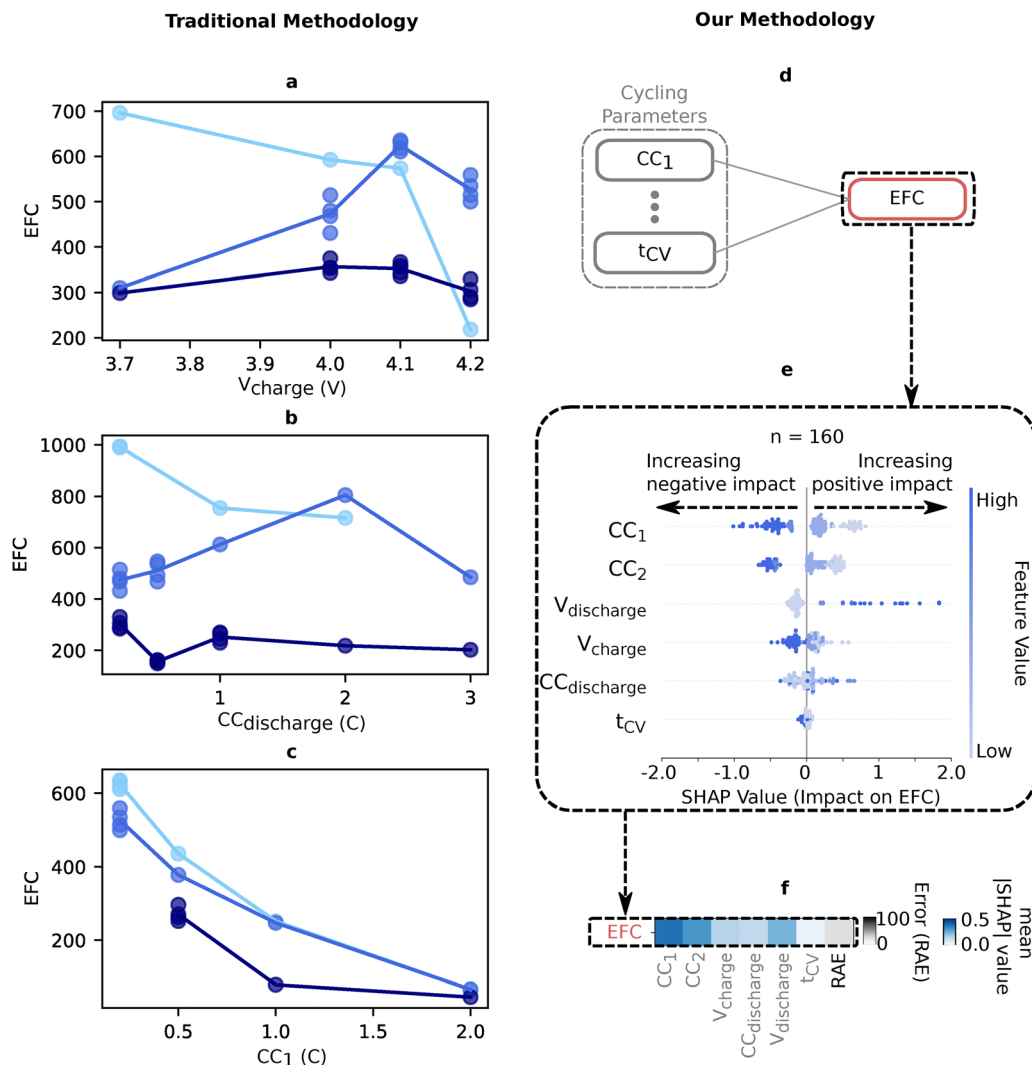 Traditional Methodology
a
700
600
500
400
300
200
EFC
3.7
3.8
3.9
4.0
4.1
4.2
Vcharge (V)
b
1000
800
600
400
200
EFC
1
2
3
CCdischarge (C)
c
600
400
200
EFC
0.5
1.0
1.5
2.0
CC1 (C)
Our Methodology
d
Cycling
Parameters
CC1
tCV
EFC
e
n = 160
Increasing
negative impact
Increasing
positive impact
High
Feature Value
Low
CC1
CC2
Vdischarge
Vcharge
CCdischarge
tCV
-2.0
-1.0
0
1
2.0
SHAP Value (Impact on EFC)
f
EFC
CC1
CC2
Vcharge
CCdischarge
Vdischarge
tCV
RAE
100
0
Error (RAE)
0.5
0.0
mean
|SHAP| value